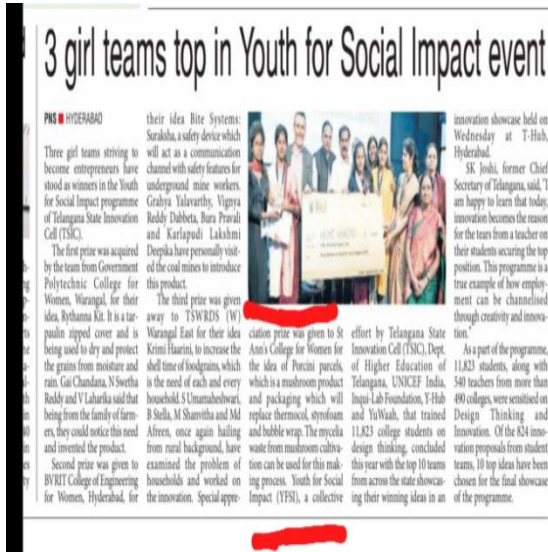 3 girl teams top in Youth for Social Impact event
PNS ■ HYDERABAD
Three girl teams striving to
become entrepreneurs have
stood as winners in the Youth
for Social Impact programme
of Telangana State Innovation
Cell (TSIC).
The first prize was acquired
by the team from Government
Polytechnic College for
Women, Warangal, for their
idea, Rythanna Kit. It is a tar-
paulin zipped cover and is
being used to dry and protect
the grains from moisture and
rain. Gai Chandana, N Swetha
Reddy and V Laharika said that
being from the family of farm-
ers, they could notice this need
and invented the product.
Second prize was given to
BVRIT College of Engineering
for Women, Hyderabad, for
their idea Bite Systems:
Suraksha, a safety device which
will act as a communication
channel with safety features for
underground mine workers.
Grahya Yalavarthy, Vignya
Reddy Dabbeta, Bura Pravali
and Karlapudi Lakshmi
Deepika have personally visit-
ed the coal mines to introduce
this product.
The third prize was given
away to TSWRDS (W)
Warangal East for their idea
Krimi Haarini, to increase the
shell time of foodgrains, which
is the need of each and every
household. S Umamaheshwari,
B Stella, M Shanvitha and Md
Afreen, once again hailing
from rural background, have
examined the problem of
households and worked on
the innovation. Special appre-
ciation prize was given to St
Ann's College for Women for
the idea of Porcini parcels,
which is a mushroom product
and packaging which will
replace thermocol, styrofoam
and bubble wrap. The mycelia
waste from mushroom cultiva-
tion can be used for this mak-
ing process. Youth for Social
Impact (YFSI), a collective
effort by Telangana State
Innovation Cell (TSIC), Dept.
of Higher Education of
Telangana, UNICEF India,
Inqui-Lab Foundation, Y-Hub
and YuWaah, that trained
11,823 college students on
design thinking, concluded
this year with the top 10 teams
from across the state showcas-
ing their winning ideas in an
innovation showcase held on
Wednesday at T-Hub,
Hyderabad.
SK Joshi, former Chief
Secretary of Telangana, said, "I
am happy to learn that today,
innovation becomes the reason
for the tears from a teacher on
their students securing the top
position. This programme is a
true example of how employ-
ment can be channelised
through creativity and innova-
tion."
As a part of the programme,
11,823 students, along with
540 teachers from more than
490 colleges, were sensitised on
Design Thinking and
Innovation. Of the 824 inno-
vation proposals from student
teams, 10 top ideas have been
chosen for the final showcase
of the programme.